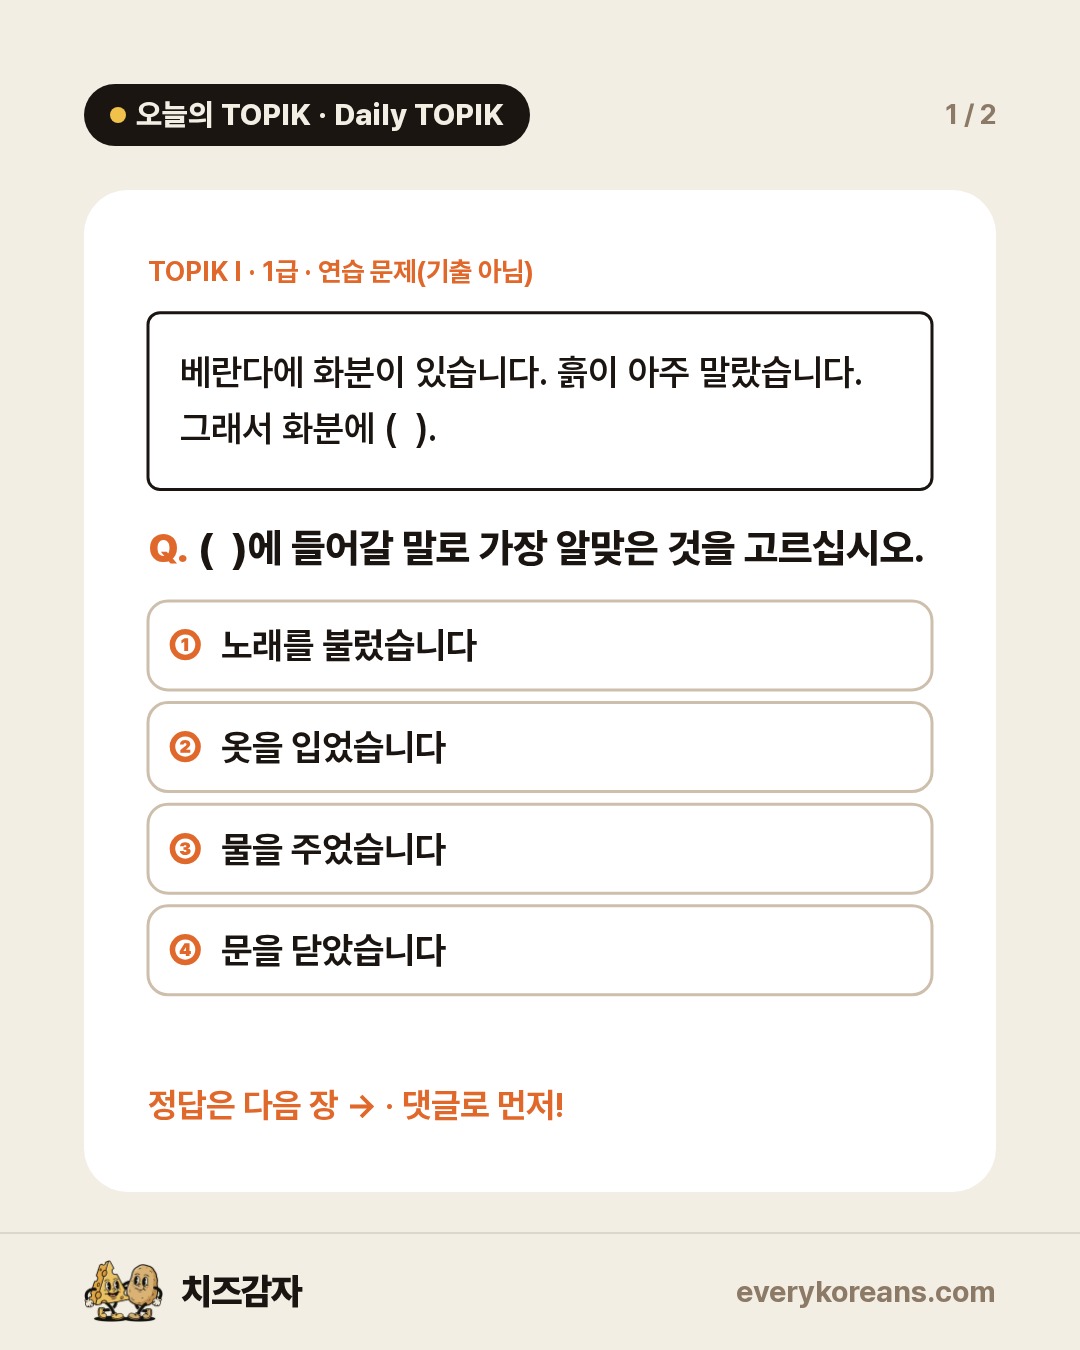 오늘의 TOPIK · Daily TOPIK
1 / 2
TOPIK I · 1급 · 연습 문제(기출 아님)
베란다에 화분이 있습니다. 흙이 아주 말랐습니다.
그래서 화분에 (  ).
Q. (  )에 들어갈 말로 가장 알맞은 것을 고르십시오.
① 노래를 불렀습니다
② 옷을 입었습니다
③ 물을 주었습니다
④ 문을 닫았습니다
정답은 다음 장 → · 댓글로 먼저!
치즈감자
everykoreans.com